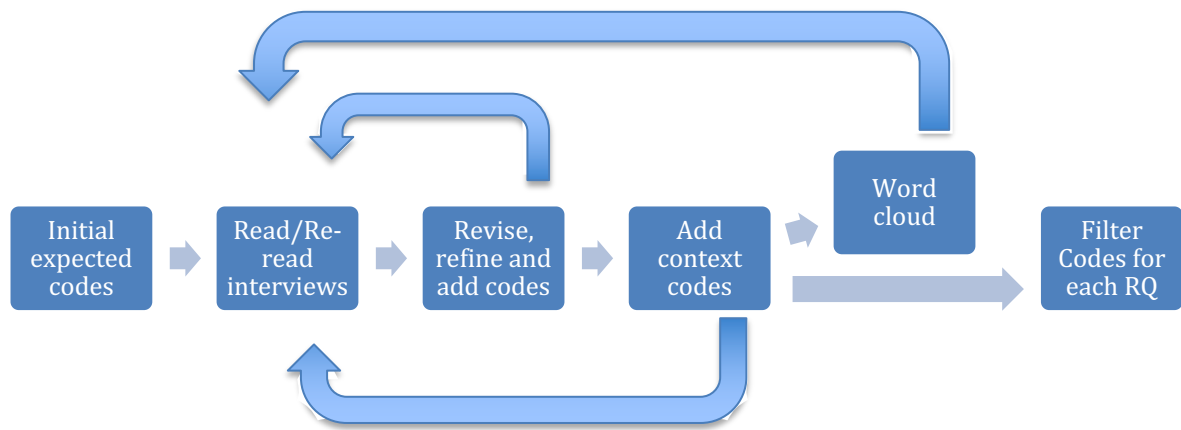 Initial
expected
codes
Read/Re-
read
interviews
Revise,
refine and
add codes
Add
context
codes
Word
cloud
Filter
Codes for
each RQ